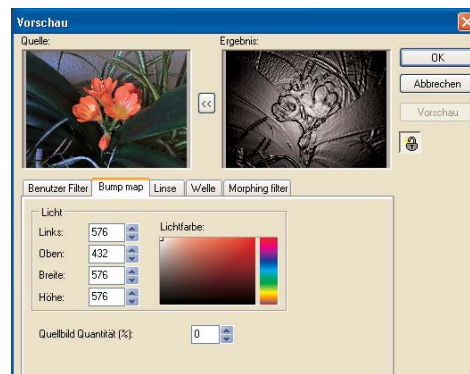 Vorschau
Quelle:
Ergebnis:
<<
OK
Abbrechen
Vorschau
Benutzer Filter
Bump map
Linse
Welle
Morphing filter
Licht
Links: 576
Lichtfarbe:
Oben: 432
Breite: 576
Höhe: 576
Quellbild Quantität (%): 0